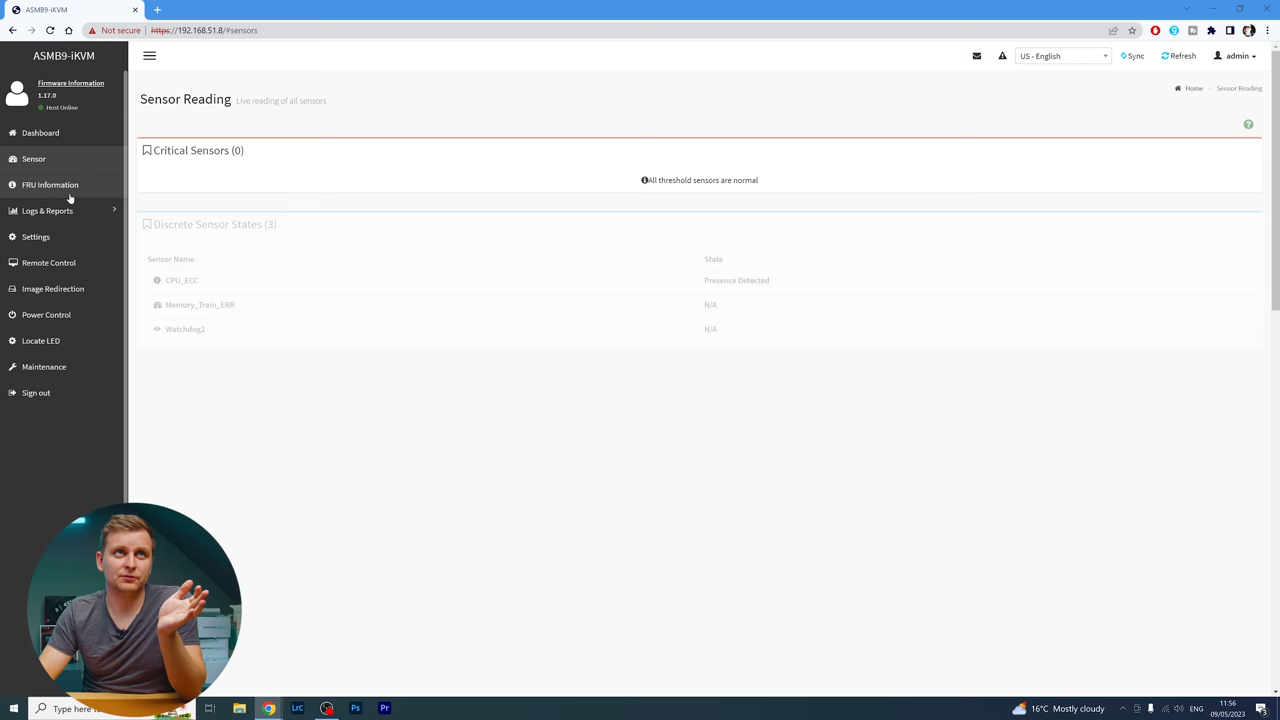 ASMB9-iKVM
Not secure https://192.168.51.8/#sensors
ASMB9-iKVM
US - English Sync Refresh admin
Firmware Information
1.17.0
Host Online
Sensor Reading Live reading of all sensors
Home > Sensor Reading
Dashboard
Sensor
FRU Information
Logs & Reports
Settings
Remote Control
Image Redirection
Power Control
Locate LED
Maintenance
Sign out
Critical Sensors (0)
All threshold sensors are normal
Discrete Sensor States (3)
Sensor Name State
CPU_ECC Presence Detected
Memory_Train_ERR N/A
Watchdog2 N/A
Type here
Lrc
Ps
Pr
16°C Mostly cloudy
11:56
09/05/2023
3